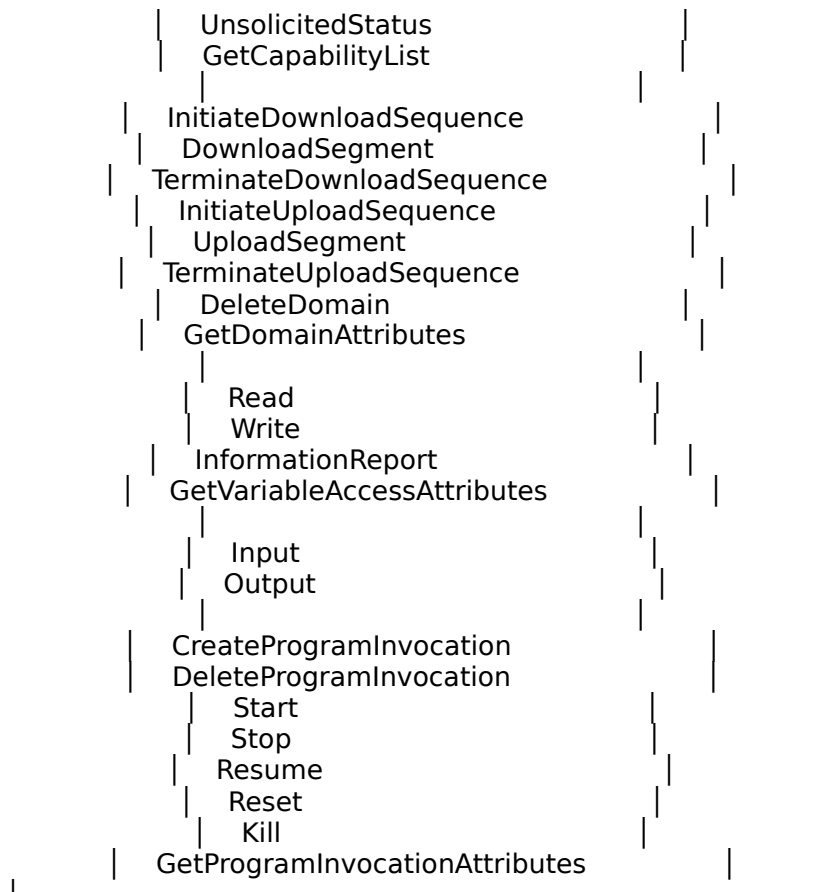 | UnsolicitedStatus |
| GetCapabilityList |
| |
| InitiateDownloadSequence |
| DownloadSegment |
| TerminateDownloadSequence |
| InitiateUploadSequence |
| UploadSegment |
| TerminateUploadSequence |
| DeleteDomain |
| GetDomainAttributes |
| |
| Read |
| Write |
| InformationReport |
| GetVariableAccessAttributes |
| |
| Input |
| Output |
| |
| CreateProgramInvocation |
| DeleteProgramInvocation |
| Start |
| Stop |
| Resume |
| Reset |
| Kill |
| GetProgramInvocationAttributes |
|